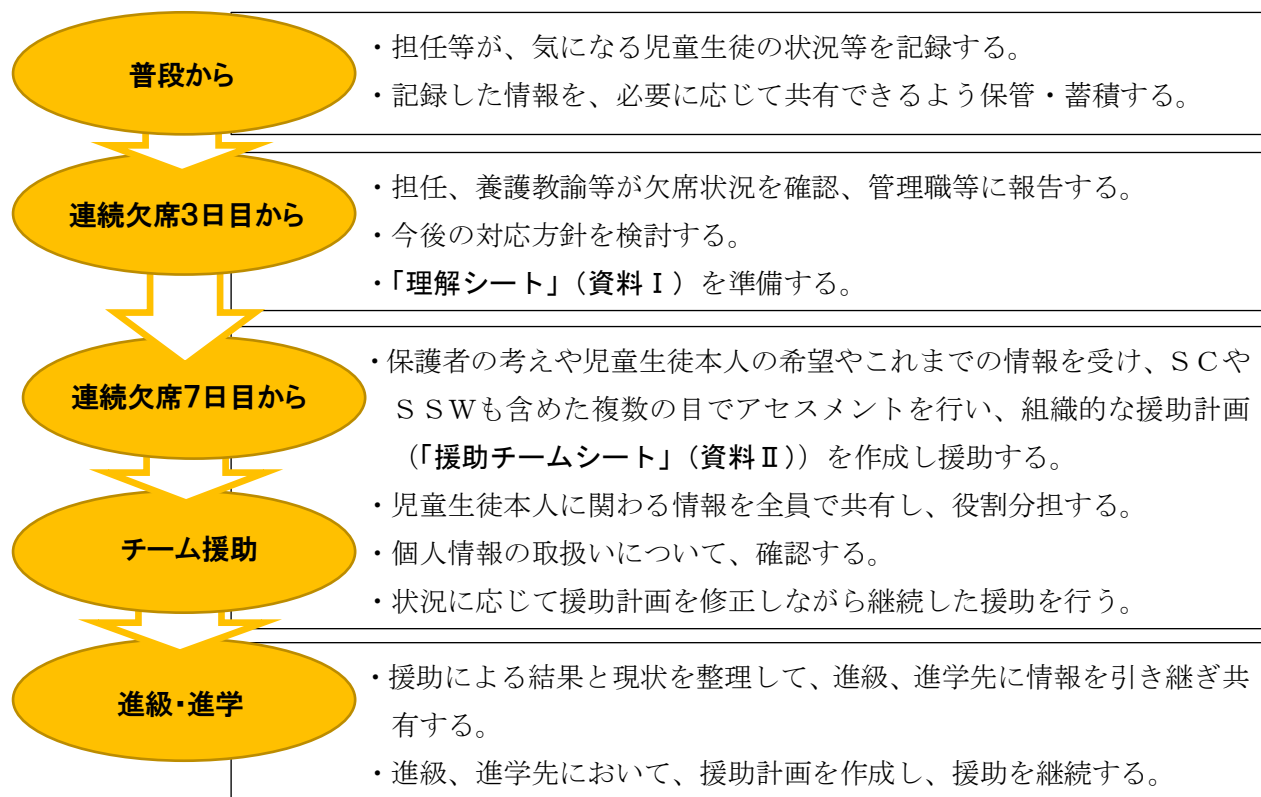 普段から
・担任等が、気になる児童生徒の状況等を記録する。
・記録した情報を、必要に応じて共有できるよう保管・蓄積する。
連続欠席3日目から
・担任、養護教諭等が欠席状況を確認、管理職等に報告する。
・今後の対応方針を検討する。
・「理解シート」（資料Ⅰ）を準備する。
連続欠席7日目から
・保護者の考えや児童生徒本人の希望やこれまでの情報を受け、ＳＣや
ＳＳＷも含めた複数の目でアセスメントを行い、組織的な援助計画
（「援助チームシート」（資料Ⅱ））を作成し援助する。
チーム援助
・児童生徒本人に関わる情報を全員で共有し、役割分担する。
・個人情報の取扱いについて、確認する。
・状況に応じて援助計画を修正しながら継続した援助を行う。
進級・進学
・援助による結果と現状を整理して、進級、進学先に情報を引き継ぎ共
有する。
・進級、進学先において、援助計画を作成し、援助を継続する。